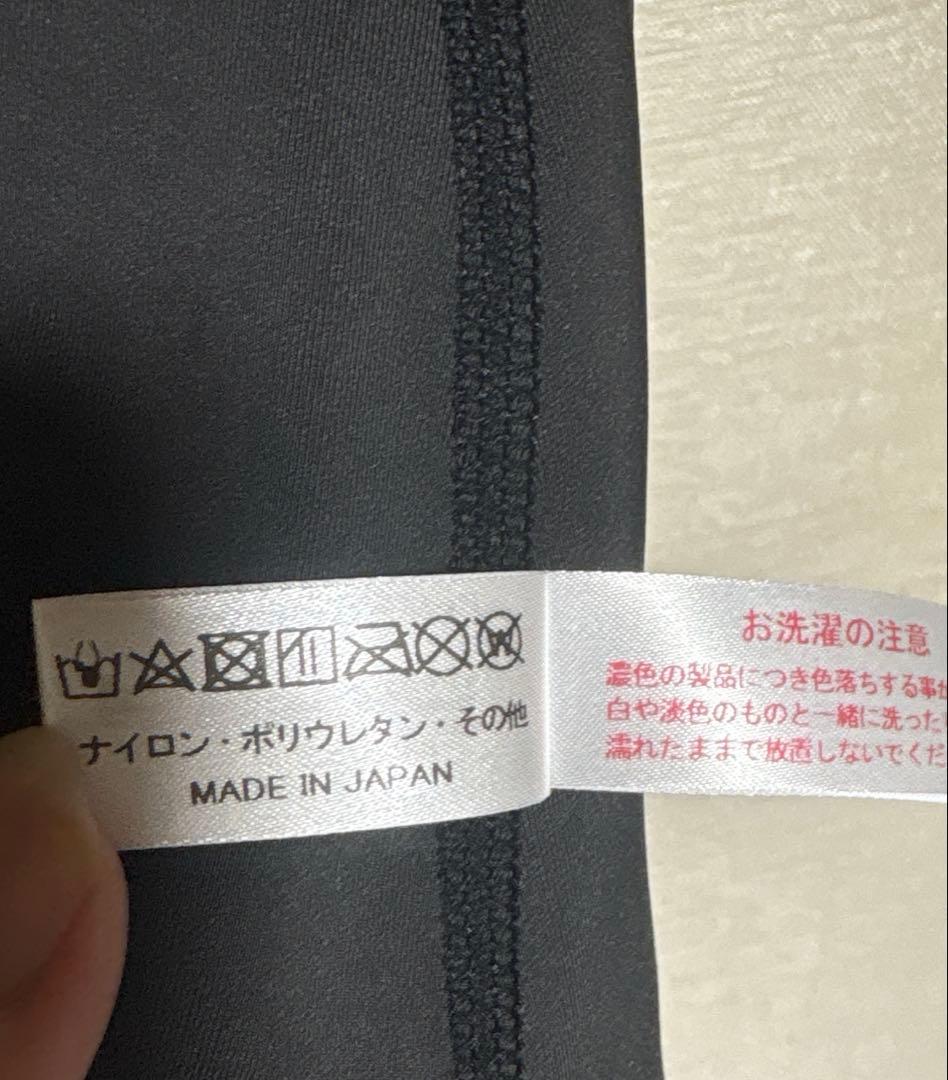 ナイロン・ポリウレタン・その他
MADE IN JAPAN
お洗濯の注意
濃色の製品につき色落ちする事
白や淡色のものと一緒に洗った
濡れたままで放置しないでくだ